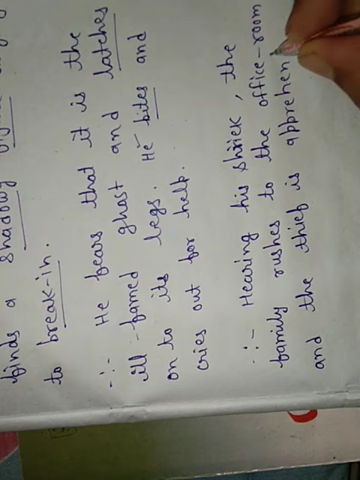 finds a shadowy
to break-in.
∴- He fears that it is the
ill-famed ghost and latches
on to its legs. He bites and
cries out for help.
∴- Hearing his shriek, the
family rushes to the office-room
and the thief is apprehen